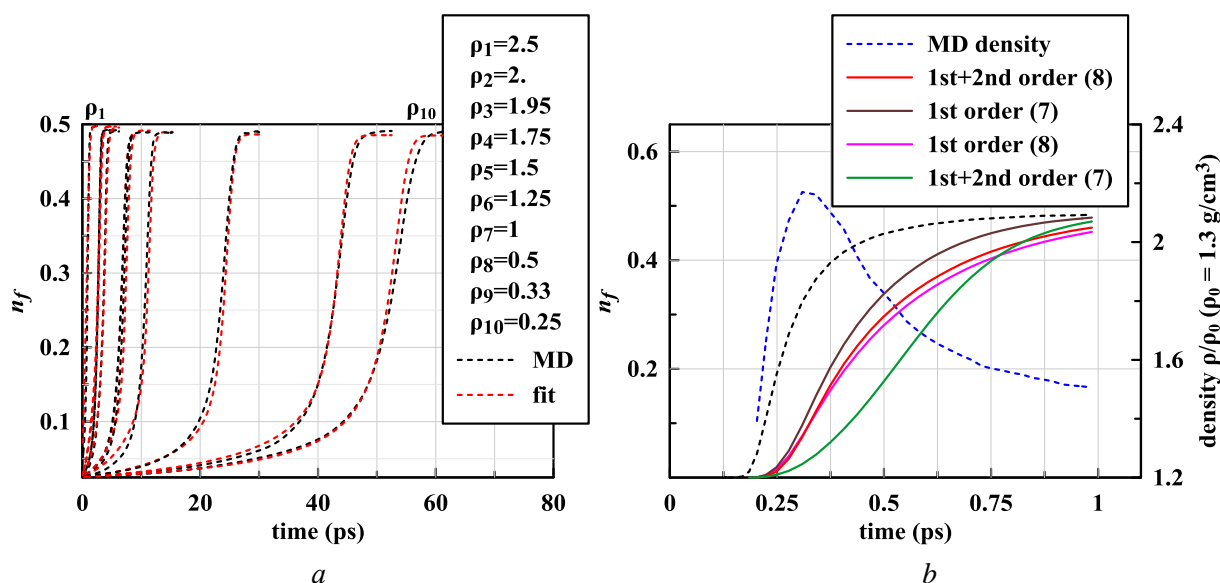 ρ1=2.5
ρ2=2.
ρ3=1.95
ρ4=1.75
ρ5=1.5
ρ6=1.25
ρ7=1
ρ8=0.5
ρ9=0.33
ρ10=0.25
MD
fit
ρ1
ρ10
0.5
0.4
0.3
0.2
0.1
nf
0
20
40
60
80
time (ps)
a
MD density
1st+2nd order (8)
1st order (7)
1st order (8)
1st+2nd order (7)
0.6
0.4
0.2
nf
2.4
2
1.6
1.2
density ρ/ρ0 (ρ0 = 1.3 g/cm3)
0
0.25
0.5
0.75
1
time (ps)
b